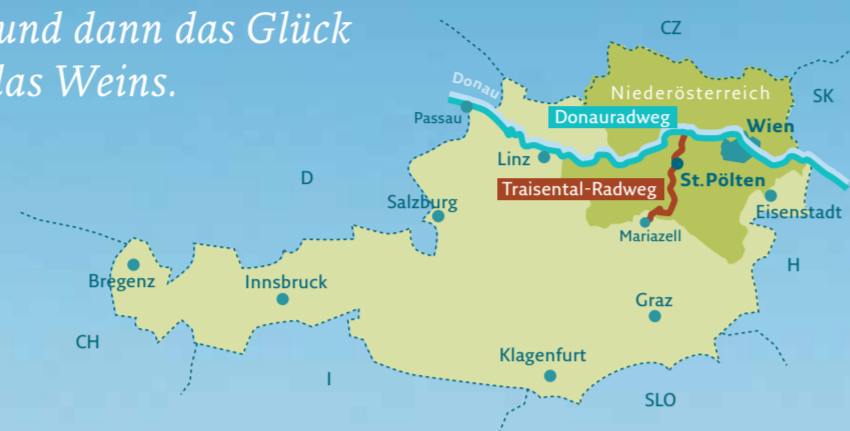 und dann das Glück
das Weins.
CZ
Donau
Niederösterreich
SK
Passau
Donauradweg
Wien
Linz
D
Traisental-Radweg
St.Pölten
Salzburg
Eisenstadt
Mariazell
H
Bregenz
Innsbruck
Graz
CH
Klagenfurt
I
SLO